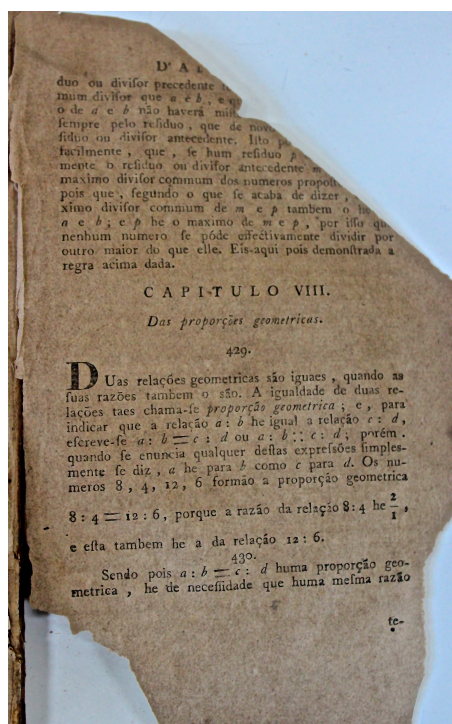 D' A
duo ou divisor precedente
mum divisor que a e b, e
o de a e b não haverá
sempre pelo residuo, que de novo
siduo ou divisor antecedente. Isto
facilmente, que, se hum residuo p
mente o residuo ou divisor antecedente m
maximo divisor commum dos numeros
pois que, segundo o que se acaba de dizer,
ximo divisor commum de m e p tambem o he
a e b; e p he o maximo de m e p, por isso que
nenhum numero se póde effectivamente dividir por
outro maior do que elle. Eis-aqui pois demonstrada a
regra acima dada.
CAPITULO VIII.
Das proporções geometricas.
429.
DUas relações geometricas são iguaes, quando as
suas razões tambem o são. A igualdade de duas re-
lações taes chama-se proporção geometrica; e, para
indicar que a relação a: b he igual a relação c: d,
escreve-se a: b = c: d ou a: b :: c: d; porém.
quando se enuncia qualquer destas expressões simples-
mente se diz, a he para b como c para d. Os nu-
meros 8, 4, 12, 6 formão a proporção geometrica
8 : 4 = 12 : 6, porque a razão da relação 8:4 he 2/1,
e esta tambem he a da relação 12 : 6.
430.
Sendo pois a: b = c: d huma proporção geo-
metrica, he de necessidade que huma mesma razão
se-